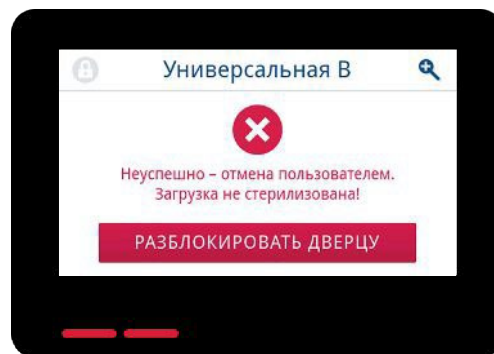 Универсальная B
Неуспешно – отмена пользователем.
Загрузка не стерилизована!
РАЗБЛОКИРОВАТЬ ДВЕРЦУ